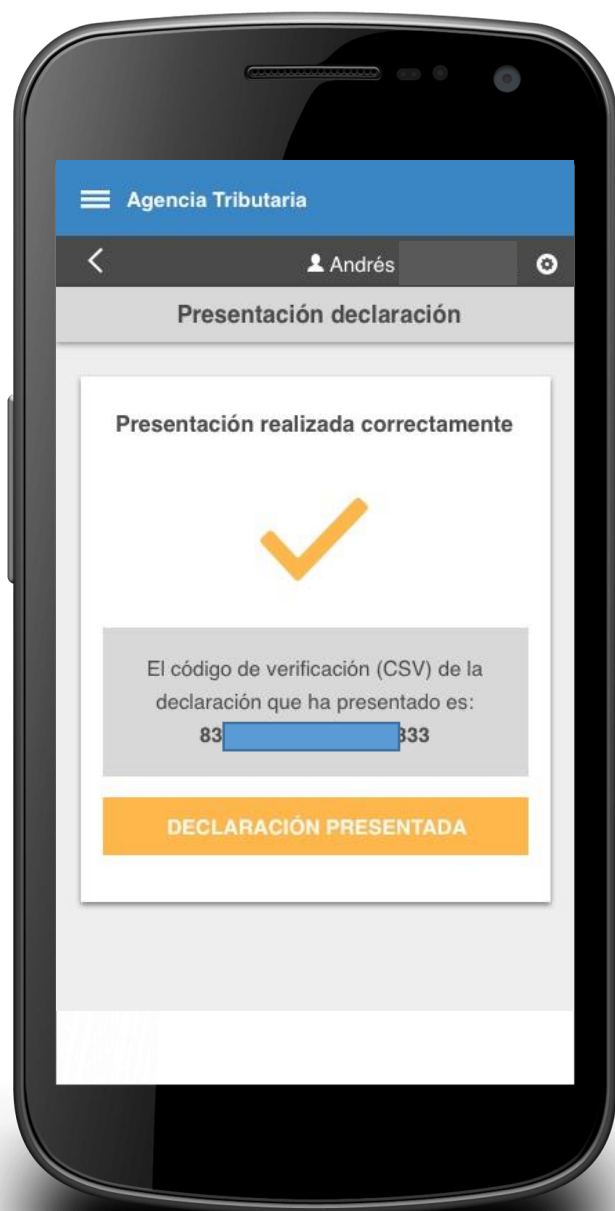 Agencia Tributaria
Andrés
Presentación declaración
Presentación realizada correctamente
El código de verificación (CSV) de la
declaración que ha presentado es:
83 333
DECLARACIÓN PRESENTADA